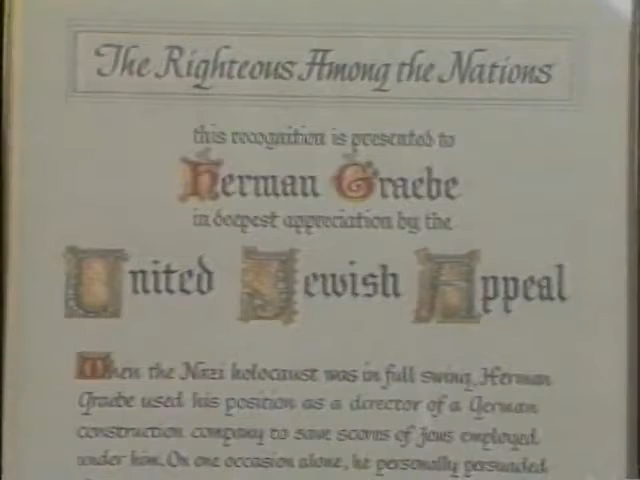 The Righteous Among the Nations
this recognition is presented to
Herman Graebe
in deepest appreciation by the
United Jewish Appeal
When the Nazi holocaust was in full swing, Herman
Graebe used his position as a director of a German
construction company to save scores of Jews employed
under him. On one occasion alone, he personally persuaded